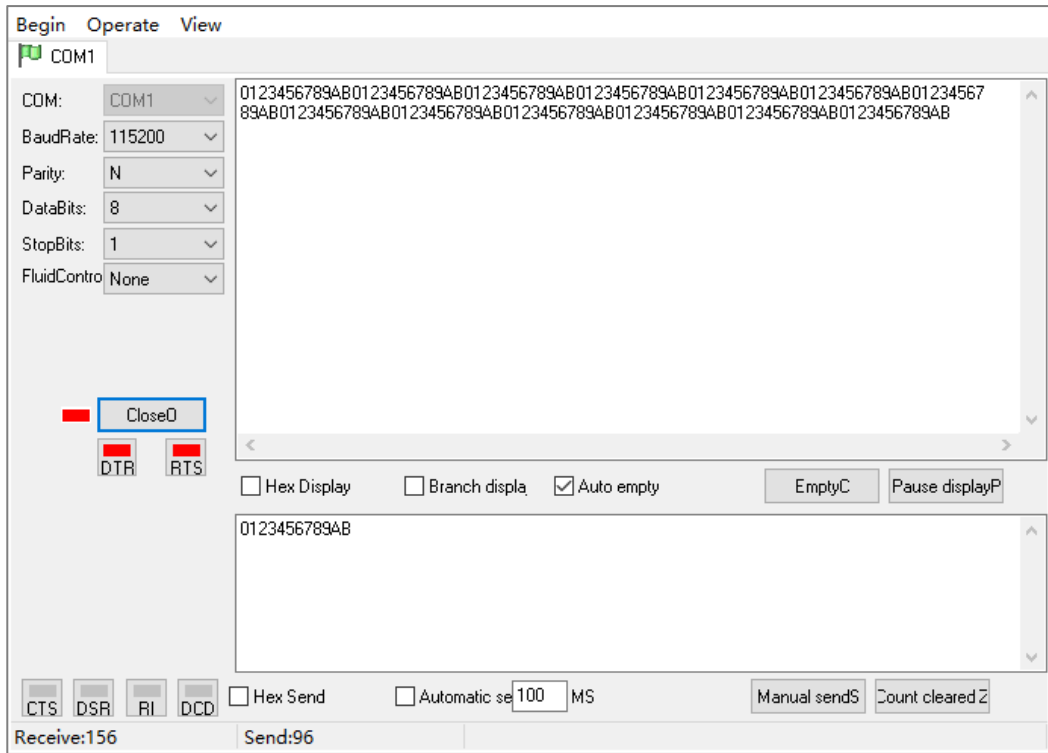 Begin Operate View
COM1
COM: COM1
BaudRate: 115200
Parity: N
DataBits: 8
StopBits: 1
FluidContro None
CloseO
DTR RTS
0123456789AB0123456789AB0123456789AB0123456789AB0123456789AB0123456789AB01234567
89AB0123456789AB0123456789AB0123456789AB0123456789AB0123456789AB0123456789AB
Hex Display Branch displa Auto empty EmptyC Pause displayP
0123456789AB
CTS DSR RI DCD Hex Send Automatic se 100 MS Manual sendS Count cleared Z
Receive:156 Send:96